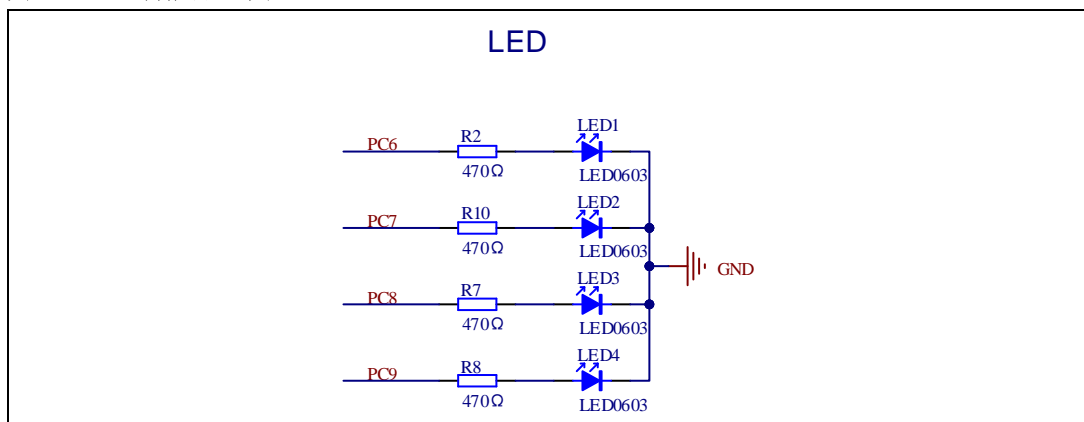 LED
LED1
PC6 R2
470Ω LED0603
LED2
PC7 R10
470Ω LED0603
GND
LED3
PC8 R7
470Ω LED0603
LED4
PC9 R8
470Ω LED0603